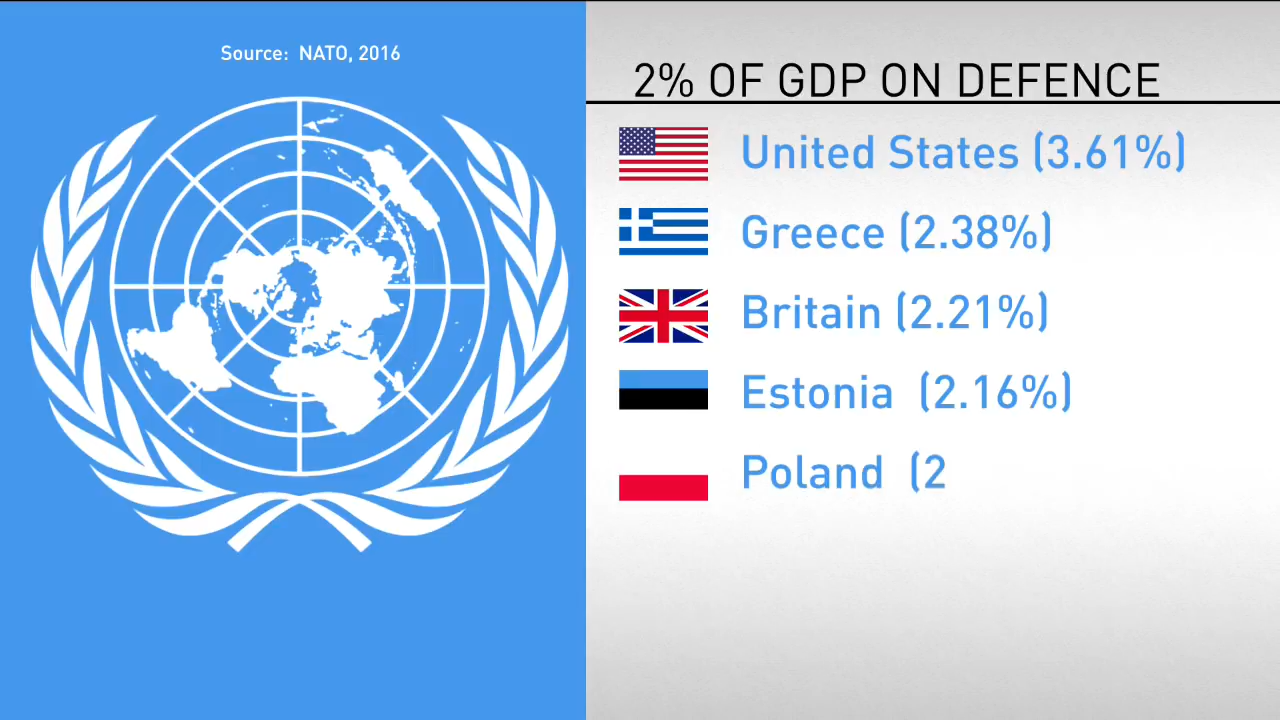 Source: NATO, 2016
2% OF GDP ON DEFENCE
United States (3.61%)
Greece (2.38%)
Britain (2.21%)
Estonia (2.16%)
Poland (2